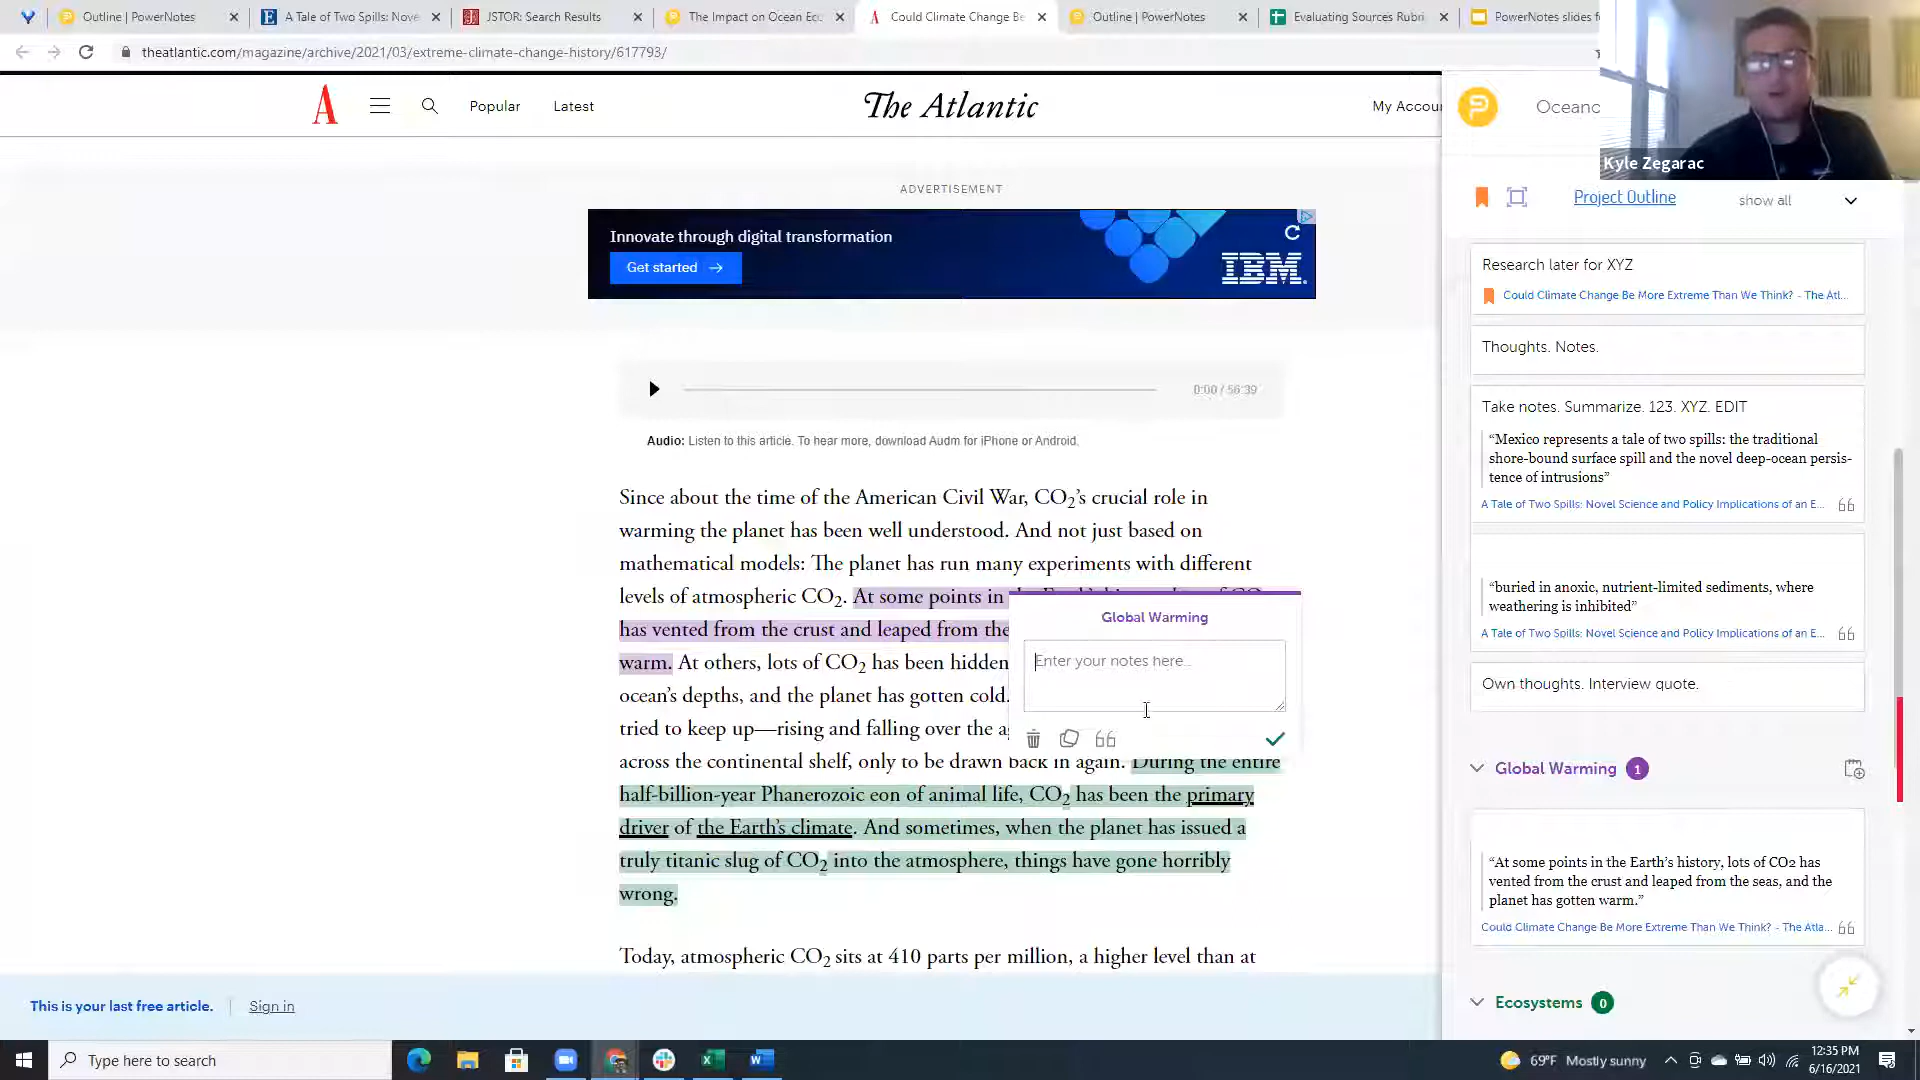 Outline | PowerNotes
A Tale of Two Spills: Nove
JSTOR: Search Results
The Impact on Ocean Eco
Could Climate Change Be
Outline | PowerNotes
Evaluating Sources Rubri
PowerNotes slides f
theatlantic.com/magazine/archive/2021/03/extreme-climate-change-history/617793/
Popular
Latest
The Atlantic
My Accou
Oceanc
Kyle Zegarac
ADVERTISEMENT
Innovate through digital transformation
Get started →
IBM.
0:00 / 56:39
Audio: Listen to this article. To hear more, download Audm for iPhone or Android.
Since about the time of the American Civil War, CO2's crucial role in
warming the planet has been well understood. And not just based on
mathematical models: The planet has run many experiments with different
levels of atmospheric CO2. At some points in
has vented from the crust and leaped from the
warm. At others, lots of CO2 has been hidden
ocean's depths, and the planet has gotten cold.
tried to keep up—rising and falling over the a
across the continental shelf, only to be drawn back in again. During the entire
half-billion-year Phanerozoic eon of animal life, CO2 has been the primary
driver of the Earth's climate. And sometimes, when the planet has issued a
truly titanic slug of CO2 into the atmosphere, things have gone horribly
wrong.
Today, atmospheric CO2 sits at 410 parts per million, a higher level than at
Global Warming
Enter your notes here...
Project Outline
show all
Research later for XYZ
Could Climate Change Be More Extreme Than We Think? - The Atl...
Thoughts. Notes.
Take notes. Summarize. 123. XYZ. EDIT
“Mexico represents a tale of two spills: the traditional
shore-bound surface spill and the novel deep-ocean persis-
tence of intrusions”
A Tale of Two Spills: Novel Science and Policy Implications of an E...
“buried in anoxic, nutrient-limited sediments, where
weathering is inhibited”
A Tale of Two Spills: Novel Science and Policy Implications of an E...
Own thoughts. Interview quote.
Global Warming 1
“At some points in the Earth's history, lots of CO2 has
vented from the crust and leaped from the seas, and the
planet has gotten warm.”
Could Climate Change Be More Extreme Than We Think? - The Atla...
Ecosystems 0
This is your last free article.
Sign in
Type here to search
69°F Mostly sunny
12:35 PM
6/16/2021